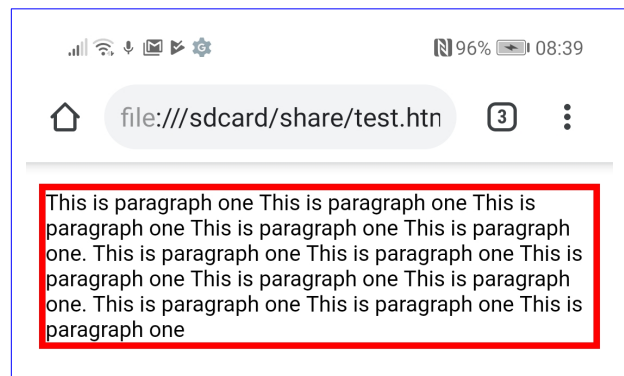 96% 08:39
file:///sdcard/share/test.htn
3
This is paragraph one This is paragraph one This is
paragraph one This is paragraph one This is paragraph
one. This is paragraph one This is paragraph one This is
paragraph one This is paragraph one This is paragraph
one. This is paragraph one This is paragraph one This is
paragraph one